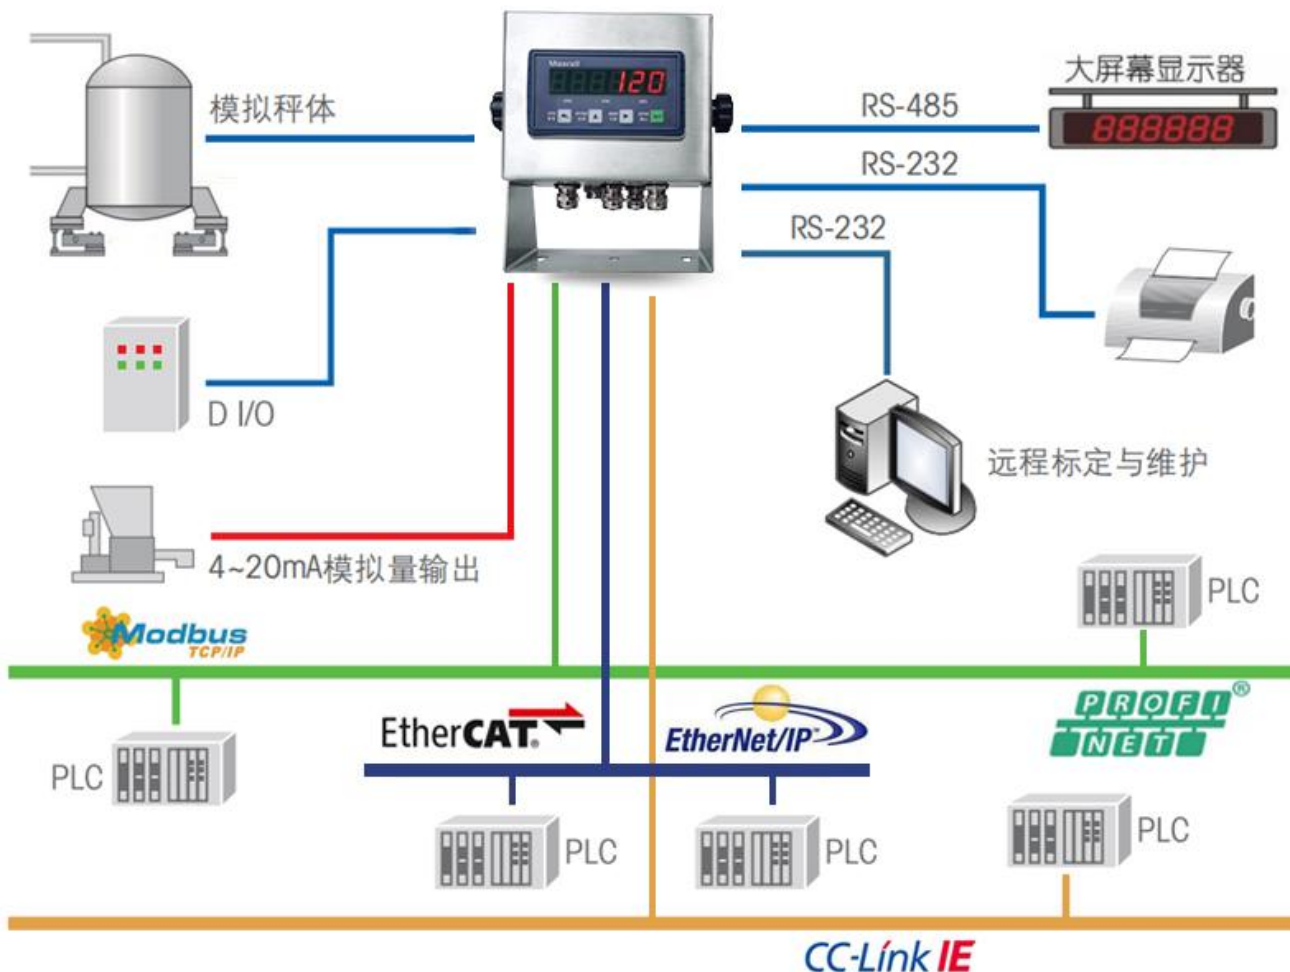 大屏幕显示器
Maxcell
120
模拟秤体
RS-485
888888
RS-232
RS-232
D I/O
远程标定与维护
4~20mA模拟量输出
PLC
Modbus
TCP/IP
EtherCAT®
EtherNet/IP™
PROFI®
NET
PLC
PLC
PLC
PLC
CC-Link IE